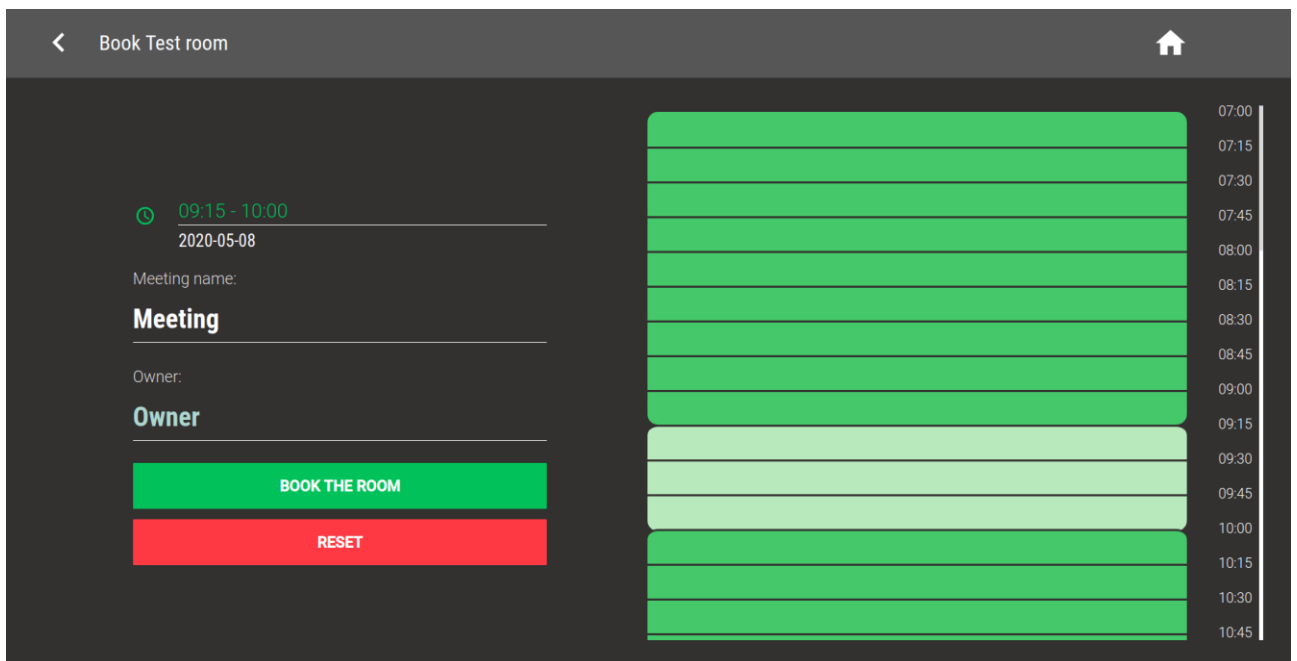 Book Test room
09:15 - 10:00
2020-05-08
Meeting name:
Meeting
Owner:
Owner
BOOK THE ROOM
RESET
07:00
07:15
07:30
07:45
08:00
08:15
08:30
08:45
09:00
09:15
09:30
09:45
10:00
10:15
10:30
10:45